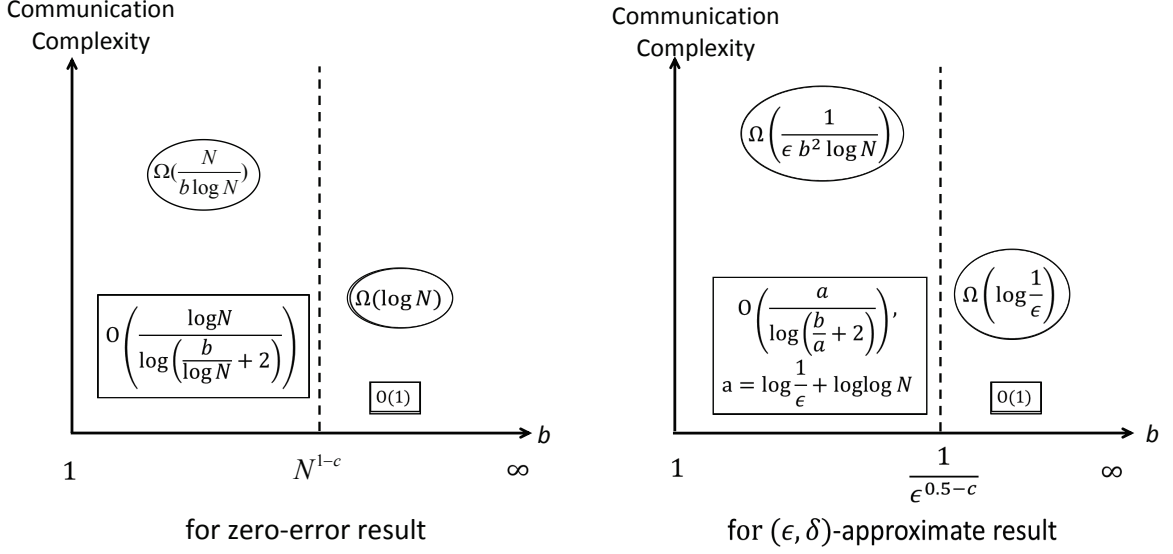 Communication
Complexity
Ω(N / (b log N))
Ω(log N)
O(logN / log(b / log N + 2))
O(1)
b
1
N^{1−c}
∞
for zero-error result
Communication
Complexity
Ω(1 / (ϵ b² log N))
Ω(log 1/ϵ)
O(a / log(b/a + 2)),
a = log 1/ϵ + loglog N
O(1)
b
1
1 / ϵ^{0.5−c}
∞
for (ϵ, δ)-approximate result